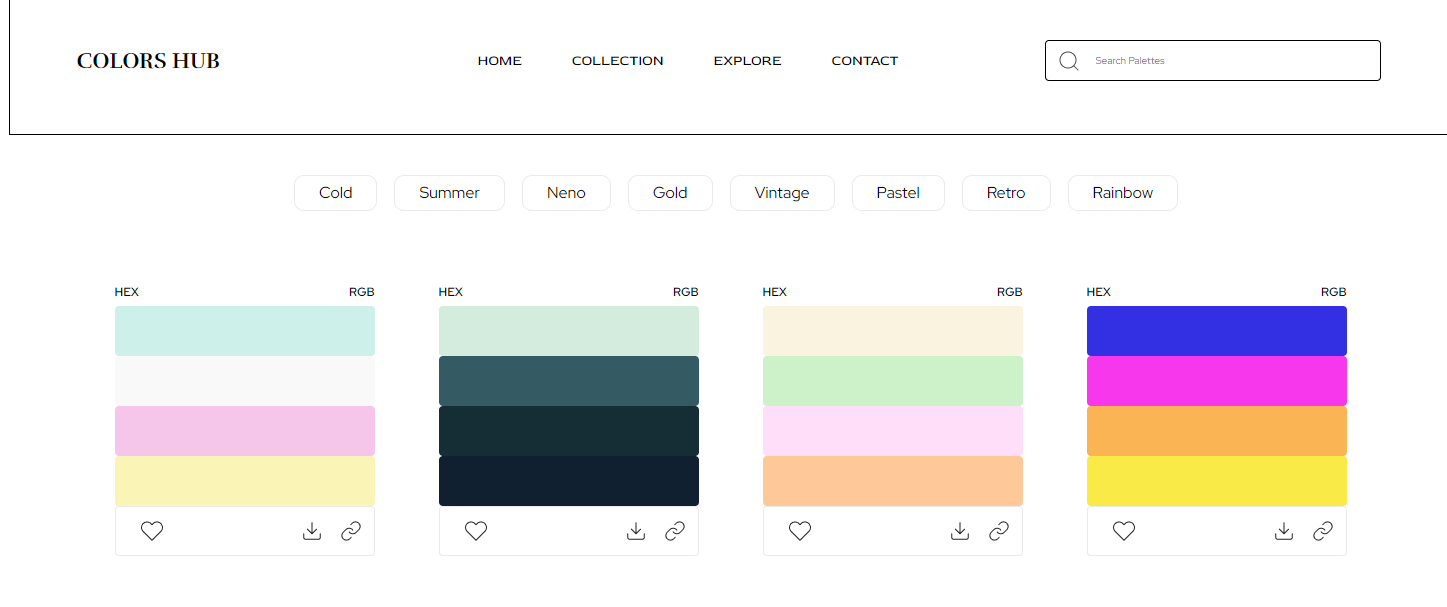 COLORS HUB HOME COLLECTION EXPLORE CONTACT Search Palettes
Cold Summer Neno Gold Vintage Pastel Retro Rainbow
HEX RGB HEX RGB HEX RGB HEX RGB